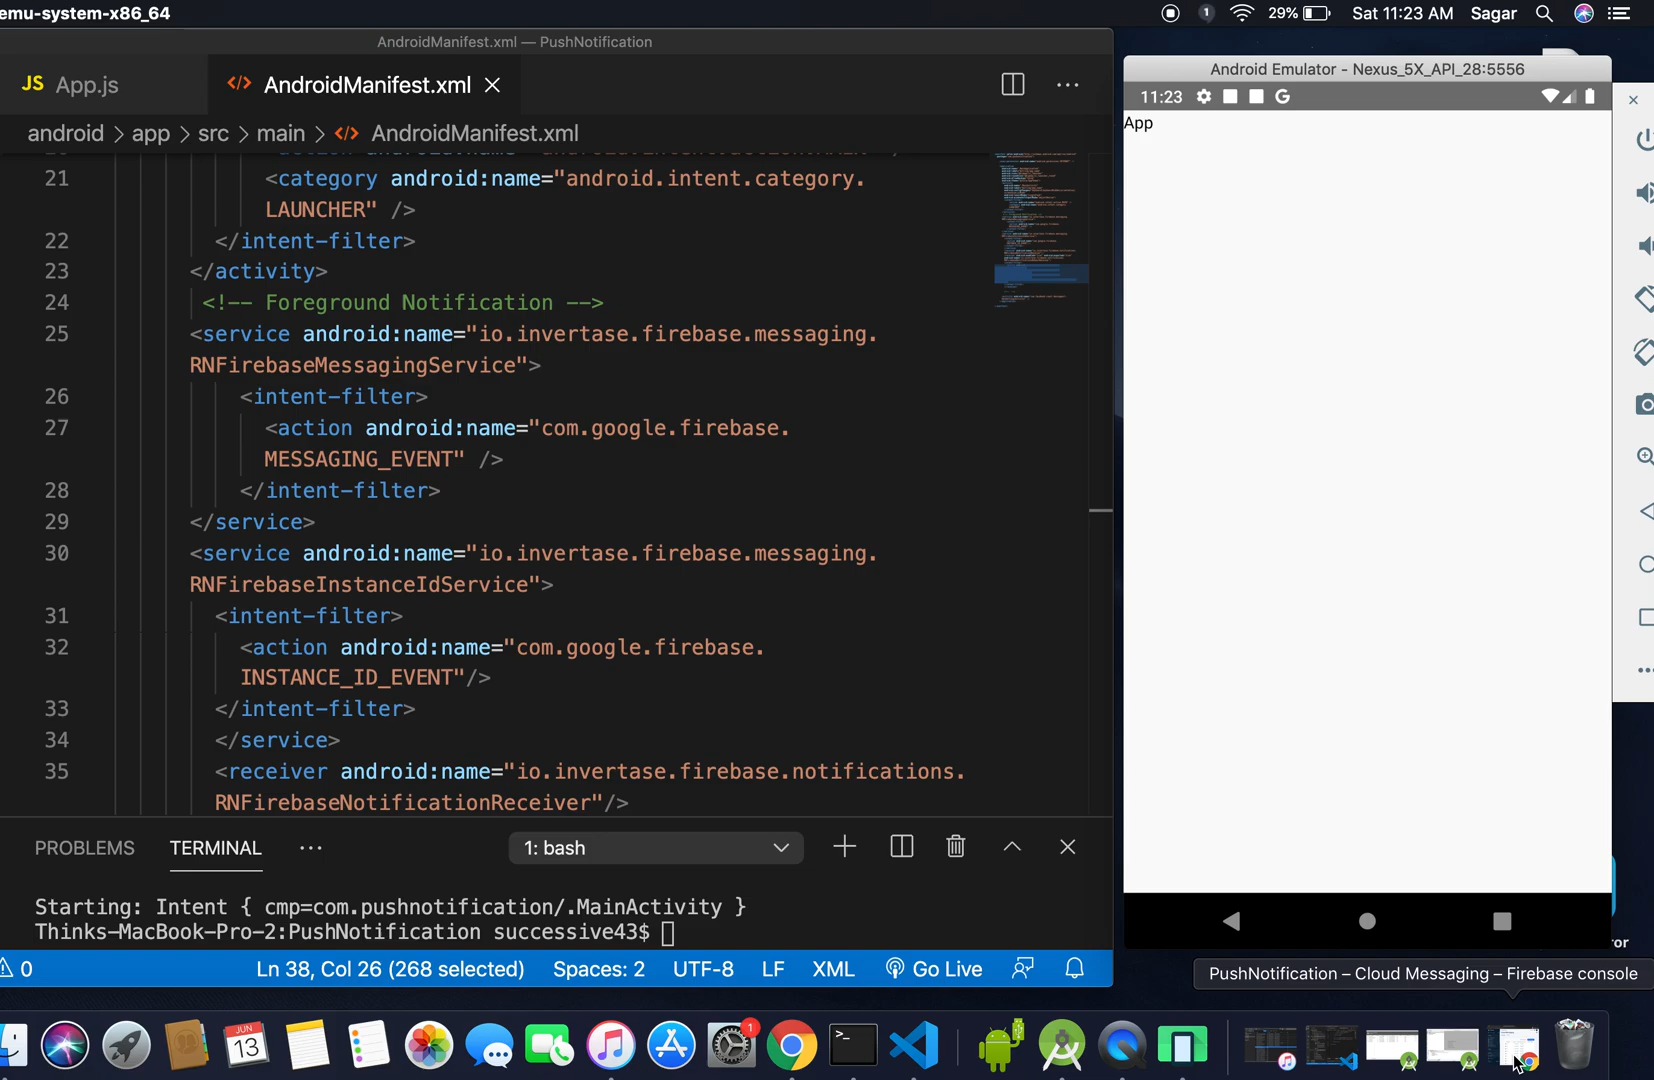 emu-system-x86_64
1
29%
Sat 11:23 AM
Sagar
AndroidManifest.xml — PushNotification
JS App.js
</> AndroidManifest.xml
android > app > src > main > </> AndroidManifest.xml
21 <category android:name="android.intent.category.
LAUNCHER" />
22 </intent-filter>
23 </activity>
24 <!-- Foreground Notification -->
25 <service android:name="io.invertase.firebase.messaging.
RNFirebaseMessagingService">
26 <intent-filter>
27 <action android:name="com.google.firebase.
MESSAGING_EVENT" />
28 </intent-filter>
29 </service>
30 <service android:name="io.invertase.firebase.messaging.
RNFirebaseInstanceIdService">
31 <intent-filter>
32 <action android:name="com.google.firebase.
INSTANCE_ID_EVENT"/>
33 </intent-filter>
34 </service>
35 <receiver android:name="io.invertase.firebase.notifications.
RNFirebaseNotificationReceiver"/>
PROBLEMS
TERMINAL
1: bash
Starting: Intent { cmp=com.pushnotification/.MainActivity }
Thinks-MacBook-Pro-2:PushNotification successive43$
0
Ln 38, Col 26 (268 selected)
Spaces: 2
UTF-8
LF
XML
Go Live
Android Emulator - Nexus_5X_API_28:5556
11:23
G
App
ror
PushNotification – Cloud Messaging – Firebase console
JUN
13
1